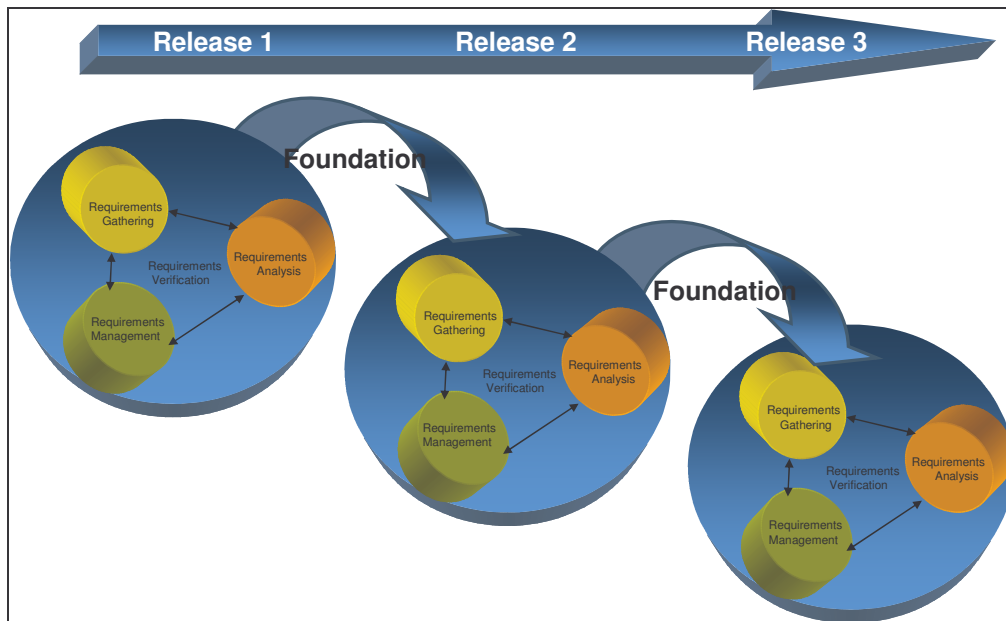 Release 1
Release 2
Release 3
Foundation
Requirements
Gathering
Requirements
Analysis
Requirements
Verification
Requirements
Management
Foundation
Requirements
Gathering
Requirements
Analysis
Requirements
Verification
Requirements
Management
Requirements
Gathering
Requirements
Analysis
Requirements
Verification
Requirements
Management